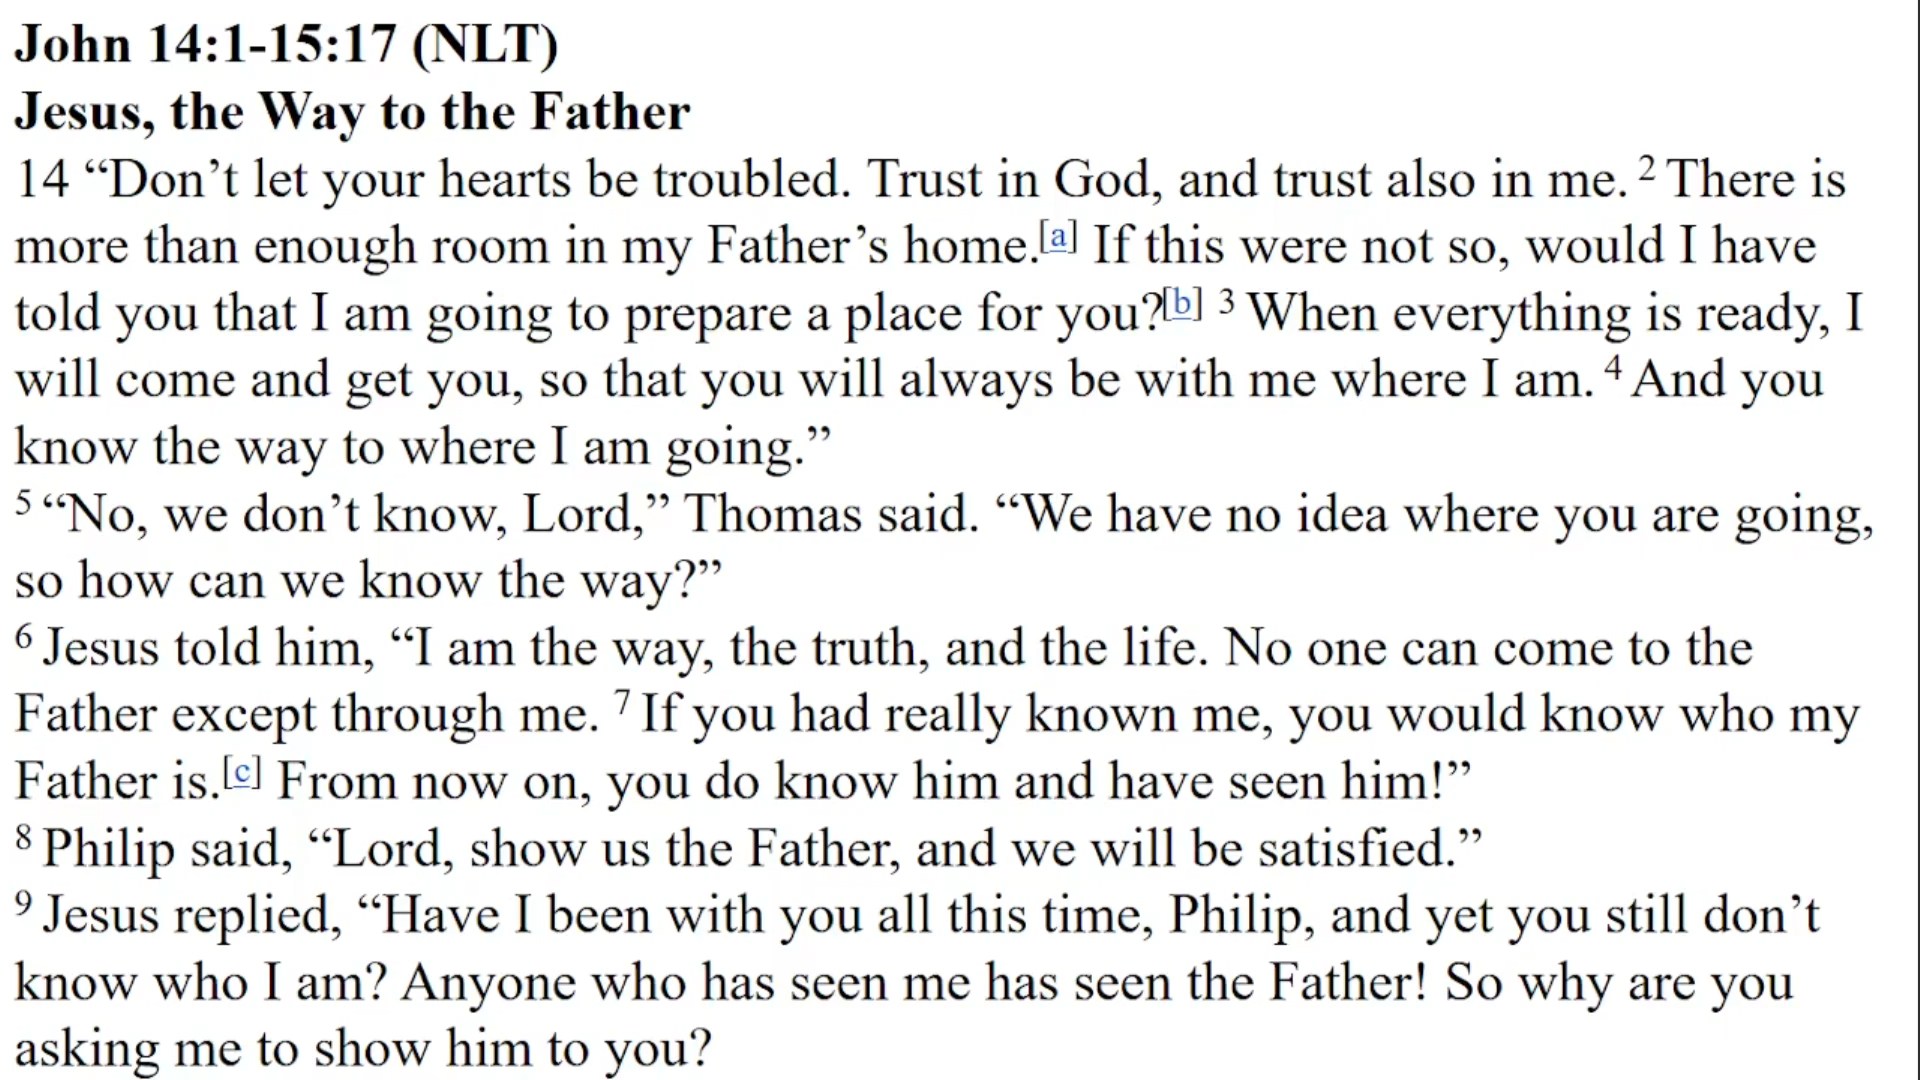 John 14:1-15:17 (NLT)
Jesus, the Way to the Father
14 “Don’t let your hearts be troubled. Trust in God, and trust also in me. 2 There is
more than enough room in my Father’s home.[a] If this were not so, would I have
told you that I am going to prepare a place for you?[b] 3 When everything is ready, I
will come and get you, so that you will always be with me where I am. 4 And you
know the way to where I am going.”
5 “No, we don’t know, Lord,” Thomas said. “We have no idea where you are going,
so how can we know the way?”
6 Jesus told him, “I am the way, the truth, and the life. No one can come to the
Father except through me. 7 If you had really known me, you would know who my
Father is.[c] From now on, you do know him and have seen him!”
8 Philip said, “Lord, show us the Father, and we will be satisfied.”
9 Jesus replied, “Have I been with you all this time, Philip, and yet you still don’t
know who I am? Anyone who has seen me has seen the Father! So why are you
asking me to show him to you?